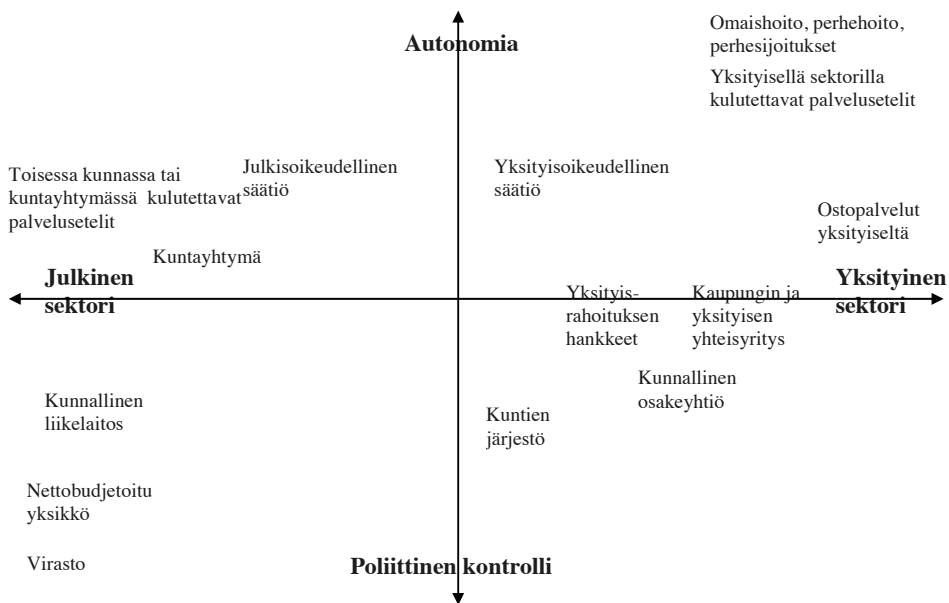 Omaishoito, perhehoito,
perhesijoitukset
Autonomia
Yksityisellä sektorilla
kulutettavat palvelusetelit
Julkisoikeudellinen
säätiö
Yksityisoikeudellinen
säätiö
Toisessa kunnassa tai
kuntayhtymässä kulutettavat
palvelusetelit
Ostopalvelut
yksityiseltä
Kuntayhtymä
Julkinen
sektori
Yksityinen
sektori
Yksityis-
rahoituksen
hankkeet
Kaupungin ja
yksityisen
yhteisyritys
Kunnallinen
osakeyhtiö
Kunnallinen
liikelaitos
Kuntien
järjestö
Nettobudjetoitu
yksikkö
Virasto
Poliittinen kontrolli